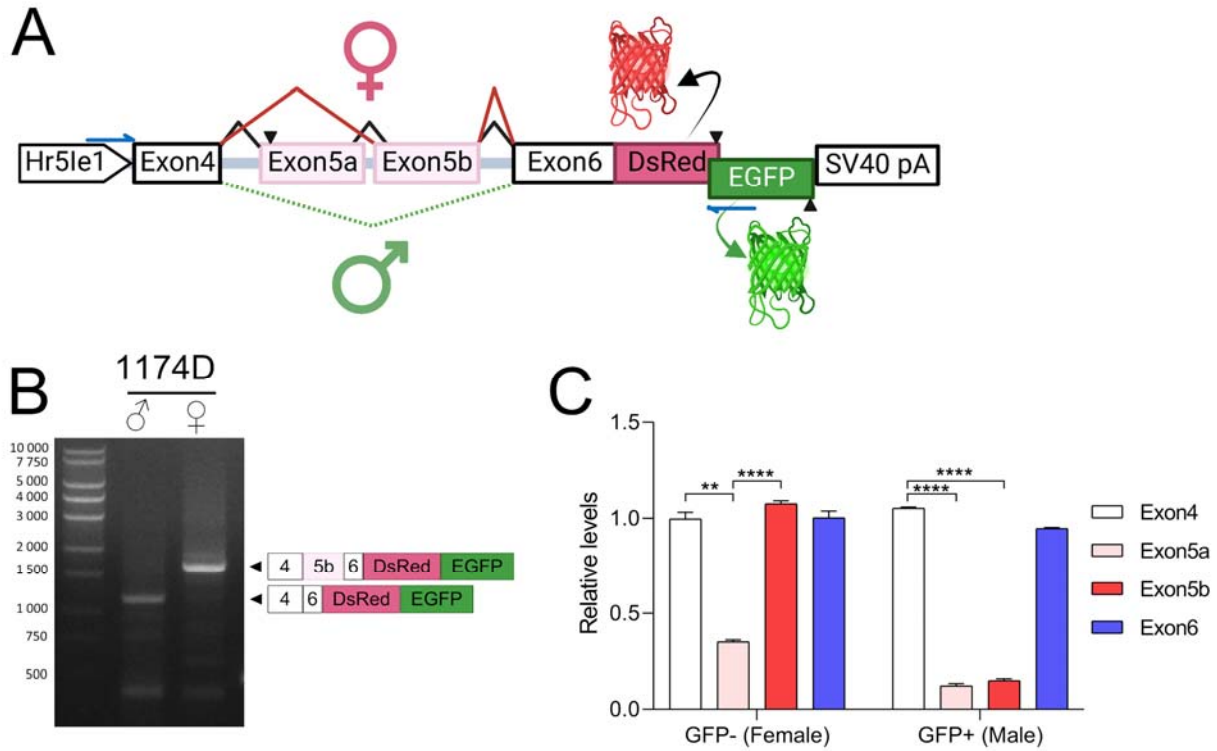 A
♀
Hr5Ie1 Exon4 Exon5a Exon5b Exon6 DsRed EGFP SV40 pA
♂
B
1174D
♂ ♀
10 000
7 750
5 000
4 000
3 000
2 000
1 500
1 000
750
500
4 5b 6 DsRed EGFP
4 6 DsRed EGFP
C
Relative levels
1.5
1.0
0.5
0.0
** ****
**** ****
GFP- (Female) GFP+ (Male)
Exon4
Exon5a
Exon5b
Exon6